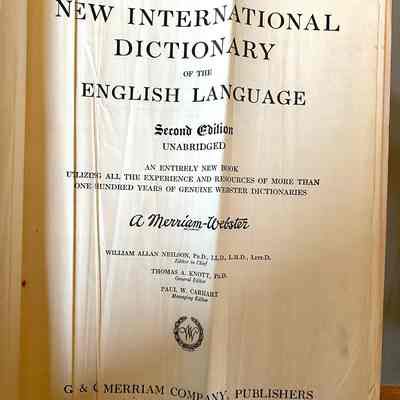 NEW INTERNATIONAL
DICTIONARY
OF THE
ENGLISH LANGUAGE
Second Edition
UNABRIDGED
AN ENTIRELY NEW BOOK
UTILIZING ALL THE EXPERIENCE AND RESOURCES OF MORE THAN
ONE HUNDRED YEARS OF GENUINE WEBSTER DICTIONARIES
A Merriam-Webster
WILLIAM ALLAN NEILSON, PH.D., LL.D., L.H.D., LITT.D.
Editor in Chief
THOMAS A. KNOTT, PH.D.
General Editor
PAUL W. CARHART
Managing Editor
G. & C. MERRIAM COMPANY, PUBLISHERS